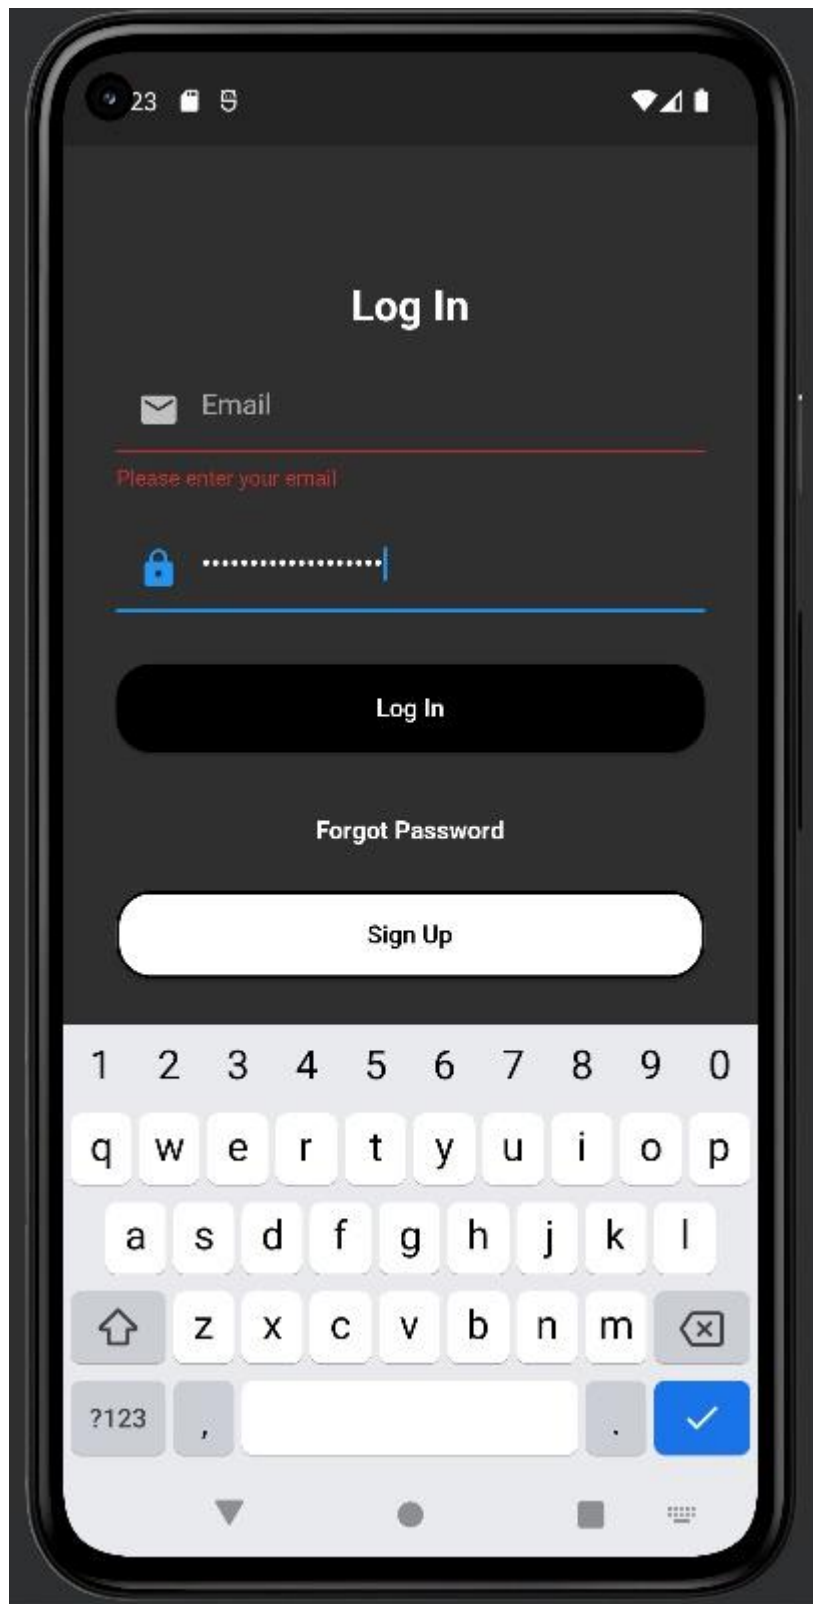 23
Log In
Email
Please enter your email
•••••••••••••••••••
Log In
Forgot Password
Sign Up
1 2 3 4 5 6 7 8 9 0
q w e r t y u i o p
a s d f g h j k l
z x c v b n m
?123 , .